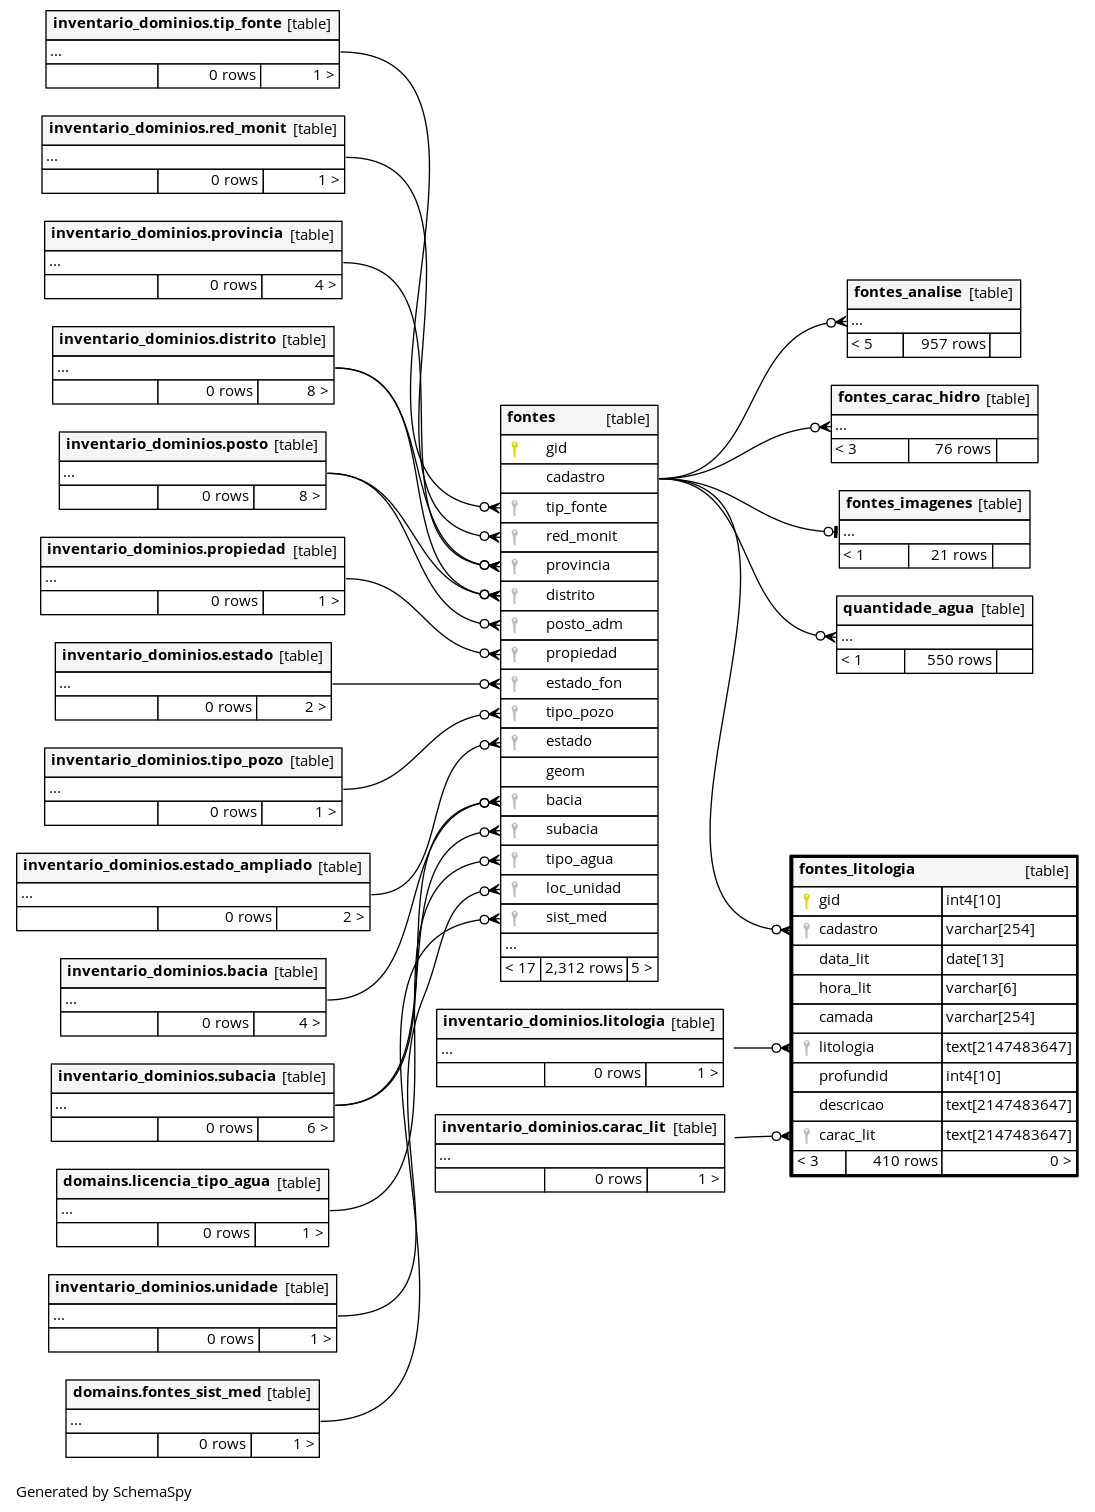 inventario_dominios.tip_fonte [table]
...
0 rows 1 >
inventario_dominios.red_monit [table]
...
0 rows 1 >
inventario_dominios.provincia [table]
...
0 rows 4 >
inventario_dominios.distrito [table]
...
0 rows 8 >
inventario_dominios.posto [table]
...
0 rows 8 >
inventario_dominios.propiedad [table]
...
0 rows 1 >
inventario_dominios.estado [table]
...
0 rows 2 >
inventario_dominios.tipo_pozo [table]
...
0 rows 1 >
inventario_dominios.estado_ampliado [table]
...
0 rows 2 >
inventario_dominios.bacia [table]
...
0 rows 4 >
inventario_dominios.subacia [table]
...
0 rows 6 >
domains.licencia_tipo_agua [table]
...
0 rows 1 >
inventario_dominios.unidade [table]
...
0 rows 1 >
domains.fontes_sist_med [table]
...
0 rows 1 >
fontes [table]
gid
cadastro
tip_fonte
red_monit
provincia
distrito
posto_adm
propiedad
estado_fon
tipo_pozo
estado
geom
bacia
subacia
tipo_agua
loc_unidad
sist_med
...
< 17 2,312 rows 5 >
inventario_dominios.litologia [table]
...
0 rows 1 >
inventario_dominios.carac_lit [table]
...
0 rows 1 >
fontes_analise [table]
...
< 5 957 rows
fontes_carac_hidro [table]
...
< 3 76 rows
fontes_imagenes [table]
...
< 1 21 rows
quantidade_agua [table]
...
< 1 550 rows
fontes_litologia [table]
gid int4[10]
cadastro varchar[254]
data_lit date[13]
hora_lit varchar[6]
camada varchar[254]
litologia text[2147483647]
profundid int4[10]
descricao text[2147483647]
carac_lit text[2147483647]
< 3 410 rows 0 >
Generated by SchemaSpy